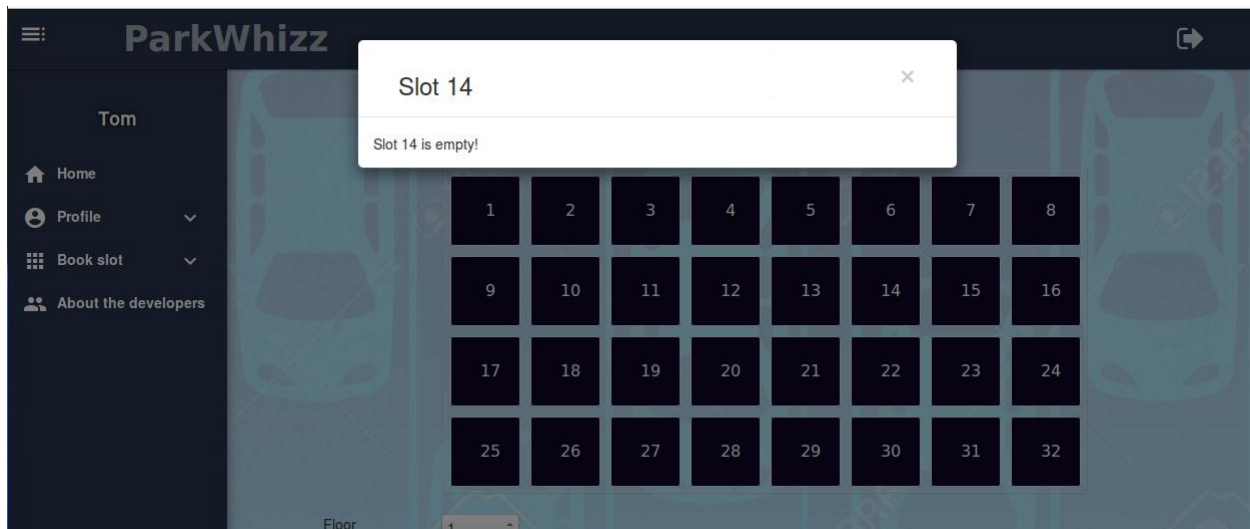 ParkWhizz
Slot 14
×
Slot 14 is empty!
Tom
Home
Profile
Book slot
About the developers
1 2 3 4 5 6 7 8
9 10 11 12 13 14 15 16
17 18 19 20 21 22 23 24
25 26 27 28 29 30 31 32
Floor 1